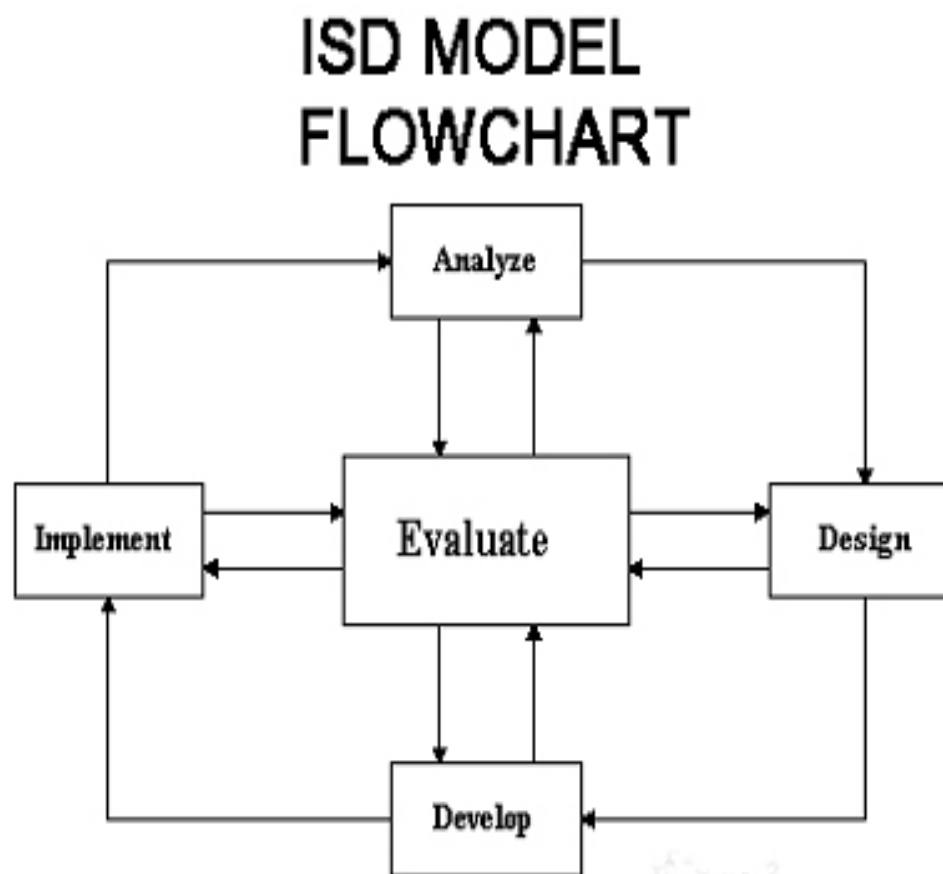 ISD MODEL
FLOWCHART
Analyze
Implement
Evaluate
Design
Develop